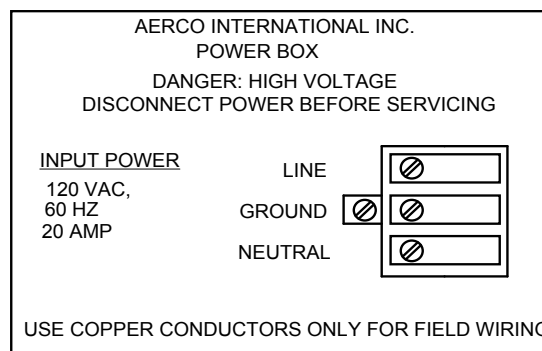 AERCO INTERNATIONAL INC.
POWER BOX
DANGER: HIGH VOLTAGE
DISCONNECT POWER BEFORE SERVICING
INPUT POWER
120 VAC,
60 HZ
20 AMP
LINE
GROUND
NEUTRAL
USE COPPER CONDUCTORS ONLY FOR FIELD WIRING